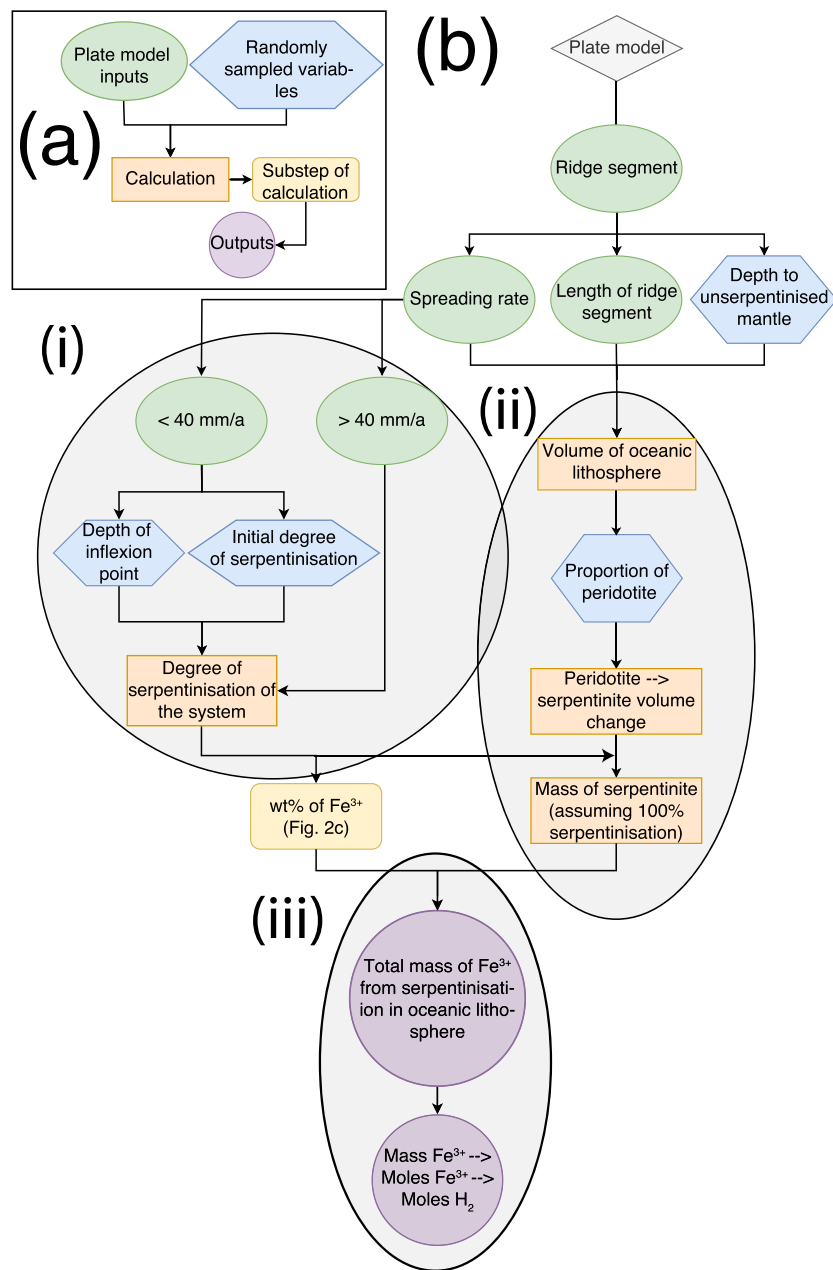 Plate model
inputs
Randomly
sampled variab-
les
(a)
Calculation
Substep of
calculation
Outputs
(b)
Plate model
Ridge segment
Spreading rate
Length of ridge
segment
Depth to
unserpentinised
mantle
(i)
< 40 mm/a
> 40 mm/a
Depth of
inflexion
point
Initial degree
of serpentinisation
Degree of
serpentinisation of
the system
(ii)
Volume of oceanic
lithosphere
Proportion of
peridotite
Peridotite -->
serpentinite volume
change
Mass of serpentinite
(assuming 100%
serpentinisation)
wt% of Fe³⁺
(Fig. 2c)
(iii)
Total mass of Fe³⁺
from serpentinisati-
ion in oceanic litho-
sphere
Mass Fe³⁺ -->
Moles Fe³⁺ -->
Moles H₂